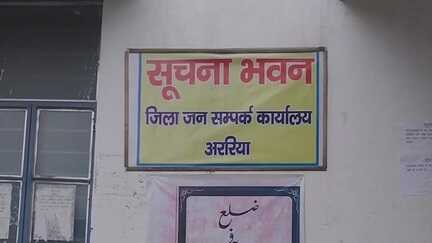 सूचना भवन
जिला जन सम्पर्क कार्यालय
अररिया
ضلع